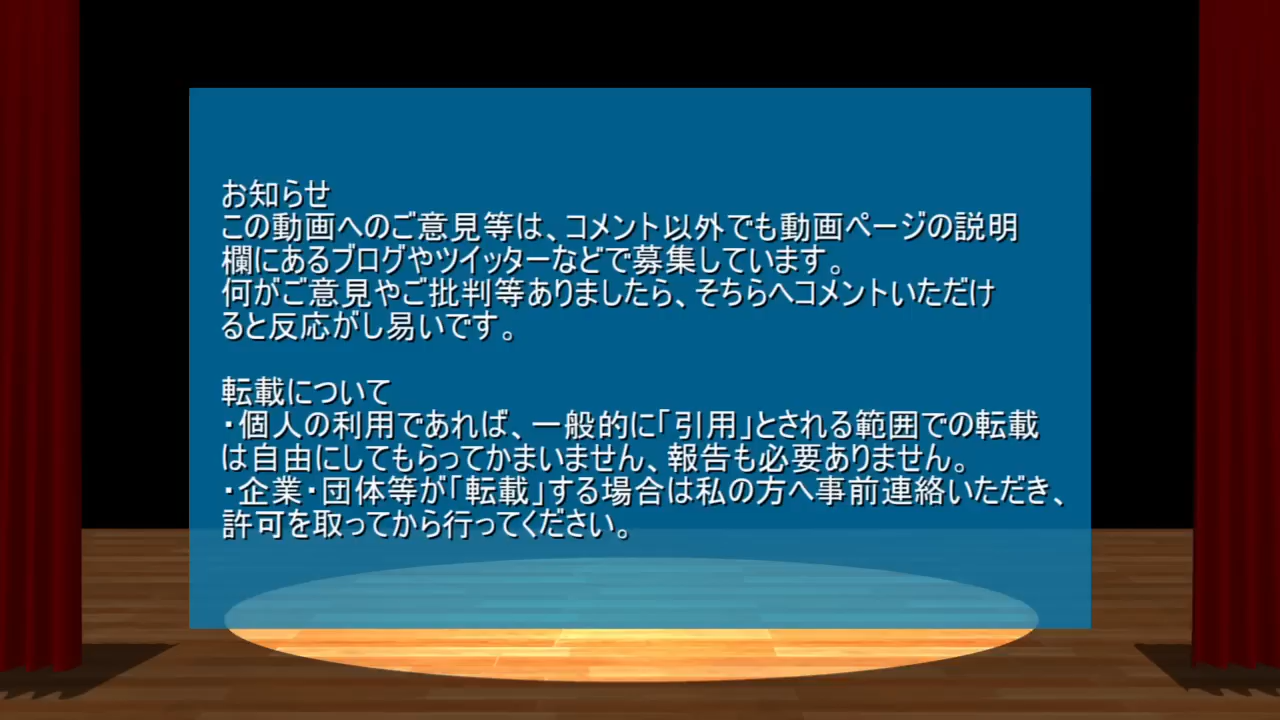 お知らせ
この動画へのご意見等は、コメント以外でも動画ページの説明
欄にあるブログやツイッターなどで募集しています。
何がご意見やご批判等ありましたら、そちらへコメントいただけ
ると反応がし易いです。
転載について
・個人の利用であれば、一般的に「引用」とされる範囲での転載
は自由にしてもらってかまいません、報告も必要ありません。
・企業・団体等が「転載」する場合は私の方へ事前連絡いただき、
許可を取ってから行ってください。